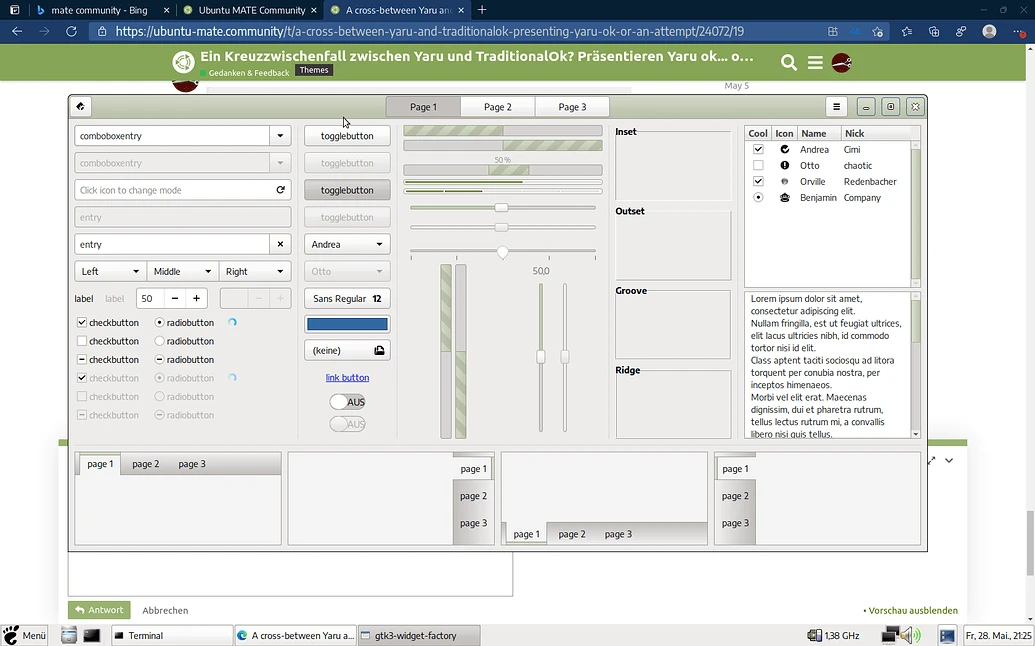 mate community - Bing
Ubuntu MATE Community
A cross-between Yaru an
https://ubuntu-mate.community/t/a-cross-between-yaru-and-traditionalok-presenting-yaru-ok-or-an-attempt/24072/19
Ein Kreuzzwischenfall zwischen Yaru und TraditionalOk? Präsentieren Yaru ok... o...
Gedanken & Feedback Themes
May 5
Page 1 Page 2 Page 3
comboboxentry
comboboxentry
Click icon to change mode
entry
entry
Left Middle Right
label label 50
checkbutton radiobutton
checkbutton radiobutton
checkbutton radiobutton
checkbutton radiobutton
checkbutton radiobutton
checkbutton radiobutton
togglebutton
togglebutton
togglebutton
togglebutton
Andrea
Otto
Sans Regular 12
(keine)
link button
AUS
AUS
50 %
50,0
Inset
Outset
Groove
Ridge
Cool Icon Name Nick
Andrea Cimi
Otto chaotic
Orville Redenbacher
Benjamin Company
Lorem ipsum dolor sit amet,
consectetur adipiscing elit.
Nullam fringilla, est ut feugiat ultrices,
elit lacus ultricies nibh, id commodo
tortor nisi id elit.
Class aptent taciti sociosqu ad litora
torquent per conubia nostra, per
inceptos himenaeos.
Morbi vel elit erat. Maecenas
dignissim, dui et pharetra rutrum,
tellus lectus rutrum mi, a convallis
libero nisi quis tellus.
page 1 page 2 page 3
page 1
page 2
page 3
page 1 page 2 page 3
page 1
page 2
page 3
Antwort Abbrechen
• Vorschau ausblenden
Menü Terminal A cross-between Yaru a... gtk3-widget-factory 1,38 GHz Fr, 28. Mai., 21:25